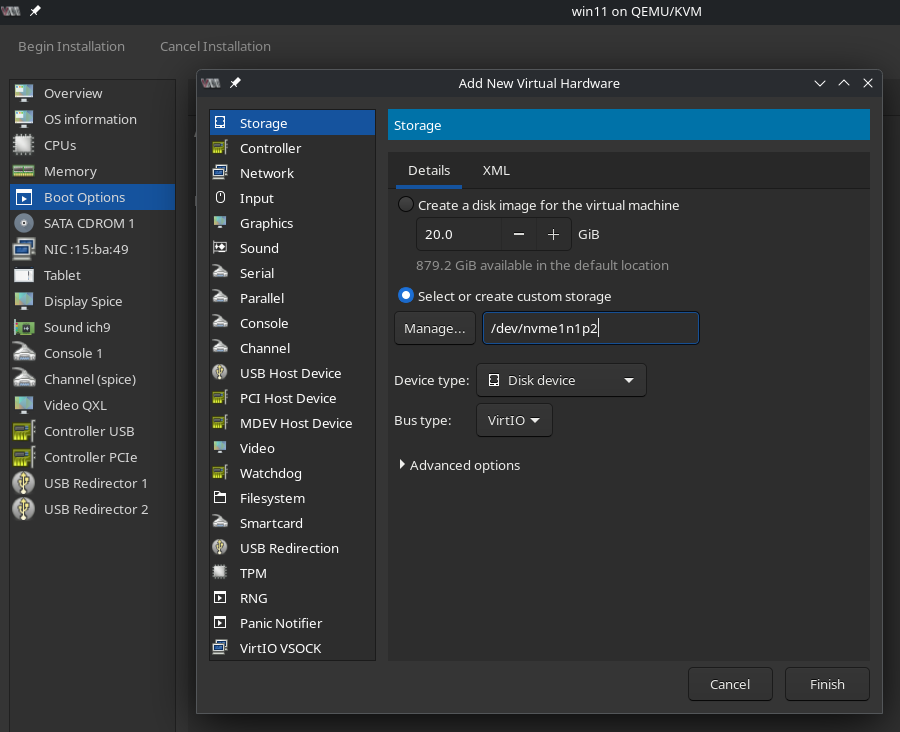 win11 on QEMU/KVM
Begin Installation
Cancel Installation
Overview
OS information
CPUs
Memory
Boot Options
SATA CDROM 1
NIC :15:ba:49
Tablet
Display Spice
Sound ich9
Console 1
Channel (spice)
Video QXL
Controller USB
Controller PCIe
USB Redirector 1
USB Redirector 2
Add New Virtual Hardware
Storage
Controller
Network
Input
Graphics
Sound
Serial
Parallel
Console
Channel
USB Host Device
PCI Host Device
MDEV Host Device
Video
Watchdog
Filesystem
Smartcard
USB Redirection
TPM
RNG
Panic Notifier
VirtIO VSOCK
Storage
Details
XML
Create a disk image for the virtual machine
20.0 − + GiB
879.2 GiB available in the default location
Select or create custom storage
Manage... /dev/nvme1n1p2
Device type: Disk device
Bus type: VirtIO
Advanced options
Cancel
Finish